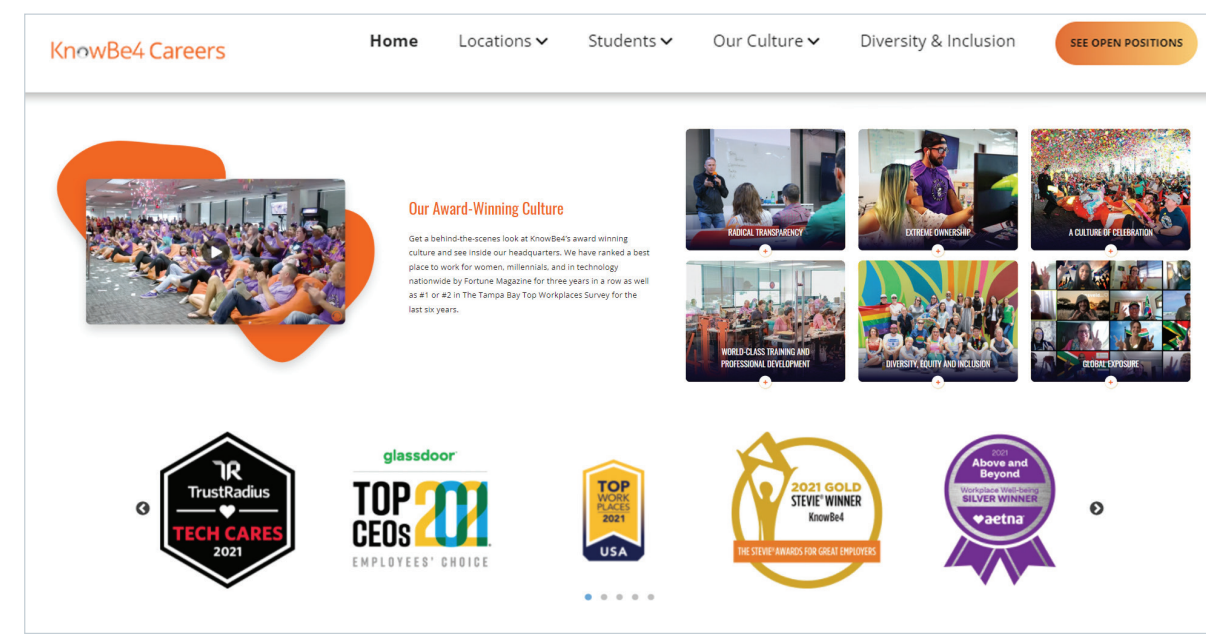 KnowBe4 Careers
Home
Locations
Students
Our Culture
Diversity & Inclusion
SEE OPEN POSITIONS
Our Award-Winning Culture
Get a behind-the-scenes look at KnowBe4's award winning
culture and see inside our headquarters. We have ranked a best
place to work for women, millennials, and in technology
nationwide by Fortune Magazine for three years in a row as well
as #1 or #2 in The Tampa Bay Top Workplaces Survey for the
last six years.
RADICAL TRANSPARENCY
EXTREME OWNERSHIP
A CULTURE OF CELEBRATION
WORLD-CLASS TRAINING AND
PROFESSIONAL DEVELOPMENT
DIVERSITY, EQUITY AND INCLUSION
GLOBAL EXPOSURE
TR
TrustRadius
TECH CARES
2021
glassdoor
TOP
CEOs
2021
EMPLOYEES' CHOICE
TOP
WORK
PLACES
2021
USA
2021 GOLD
STEVIE® WINNER
KnowBe4
THE STEVIE® AWARDS FOR GREAT EMPLOYERS
2021
Above and
Beyond
Workplace Well-being
SILVER WINNER
aetna